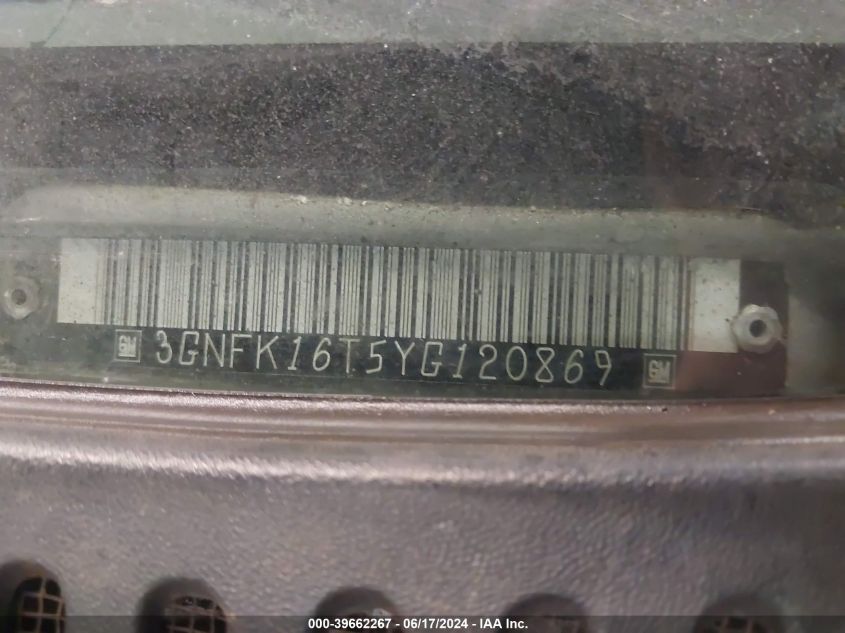 GM 3GNFK16T5YG120869 GM
000-39662267 - 06/17/2024 - IAA Inc.